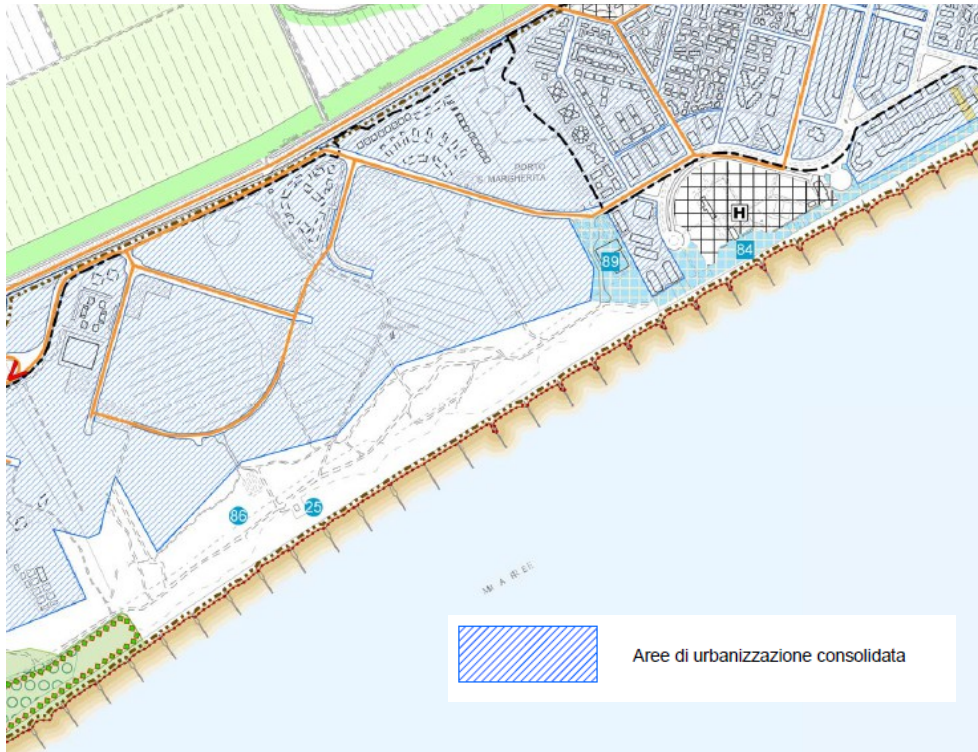 PORTO
S. MARGHERITA
H
89
84
86
25
Aree di urbanizzazione consolidata